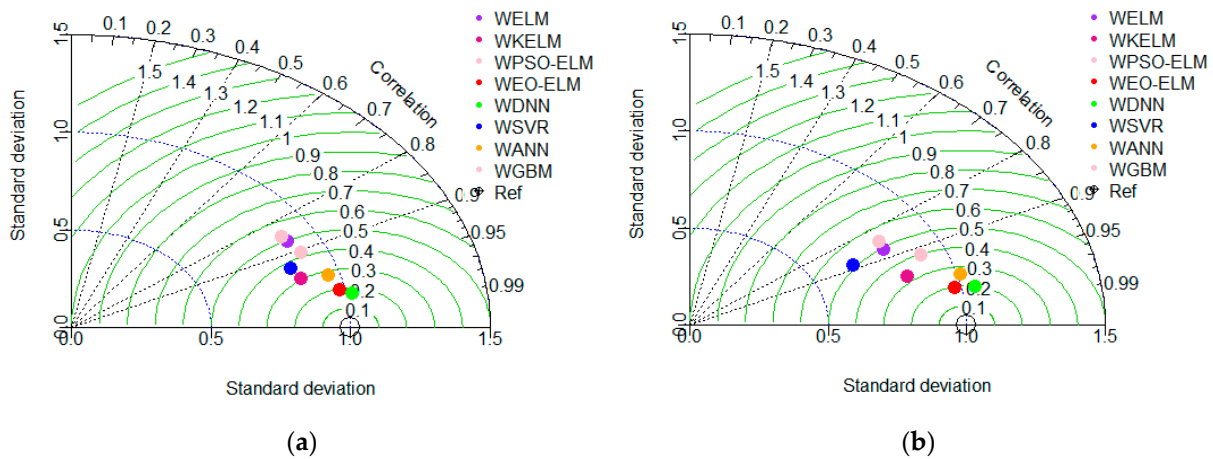 Standard deviation
0.0 0.5 1.0 1.5
0.1 0.2 0.3 0.4 0.5 0.6 0.7 0.8 0.9 0.95 0.99
Correlation
1.5 1.4 1.3 1.2 1.1 1 0.9 0.8 0.7 0.6 0.5 0.4 0.3 0.2 0.1
0.0 0.5 1.0 1.5
Standard deviation
WELM
WKELM
WPSO-ELM
WEO-ELM
WDNN
WSVR
WANN
WGBM
Ref
(a)
Standard deviation
0.0 0.5 1.0 1.5
0.1 0.2 0.3 0.4 0.5 0.6 0.7 0.8 0.9 0.95 0.99
Correlation
1.5 1.4 1.3 1.2 1.1 1 0.9 0.8 0.7 0.6 0.5 0.4 0.3 0.2 0.1
0.0 0.5 1.0 1.5
Standard deviation
WELM
WKELM
WPSO-ELM
WEO-ELM
WDNN
WSVR
WANN
WGBM
Ref
(b)